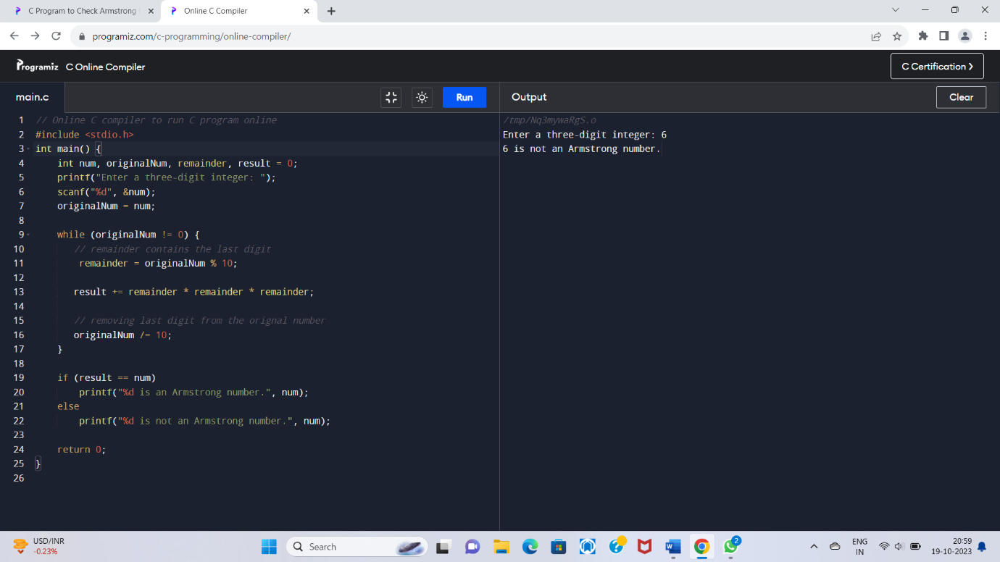 C Program to Check Armstrong
Online C Compiler
programiz.com/c-programming/online-compiler/
Programiz C Online Compiler
C Certification >
main.c
Run
Output
Clear
1 // Online C compiler to run C program online
2 #include <stdio.h>
3 int main() {
4 int num, originalNum, remainder, result = 0;
5 printf("Enter a three-digit integer: ");
6 scanf("%d", &num);
7 originalNum = num;
8
9 while (originalNum != 0) {
10 // remainder contains the last digit
11 remainder = originalNum % 10;
12
13 result += remainder * remainder * remainder;
14
15 // removing last digit from the orignal number
16 originalNum /= 10;
17 }
18
19 if (result == num)
20 printf("%d is an Armstrong number.", num);
21 else
22 printf("%d is not an Armstrong number.", num);
23
24 return 0;
25 }
26
/tmp/Nq3mywaRgS.o
Enter a three-digit integer: 6
6 is not an Armstrong number.
USD/INR
-0.23%
Search
2
ENG
IN
20:59
19-10-2023